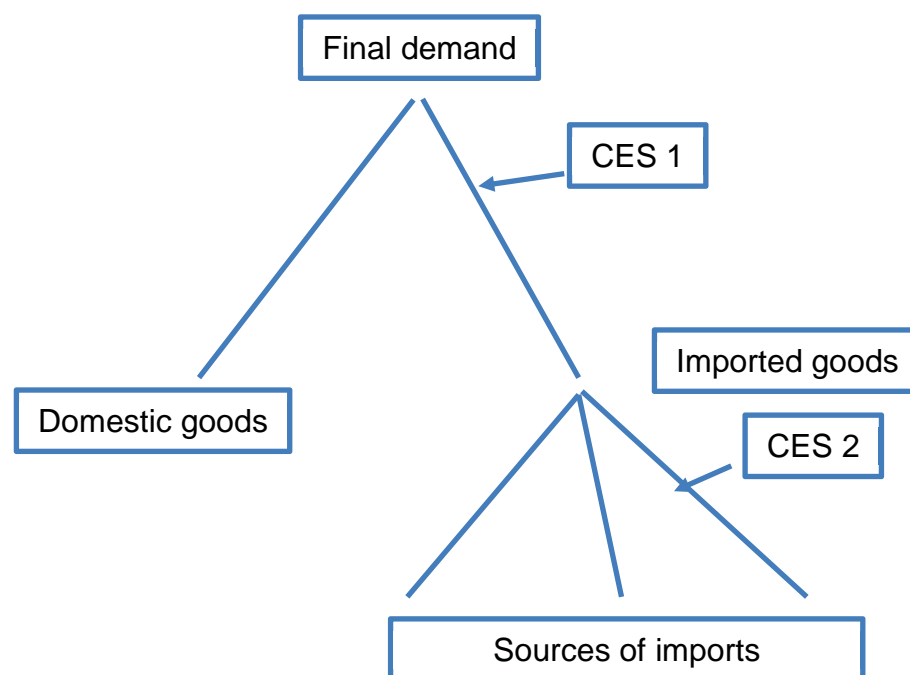 Final demand
CES 1
Imported goods
Domestic goods
CES 2
Sources of imports